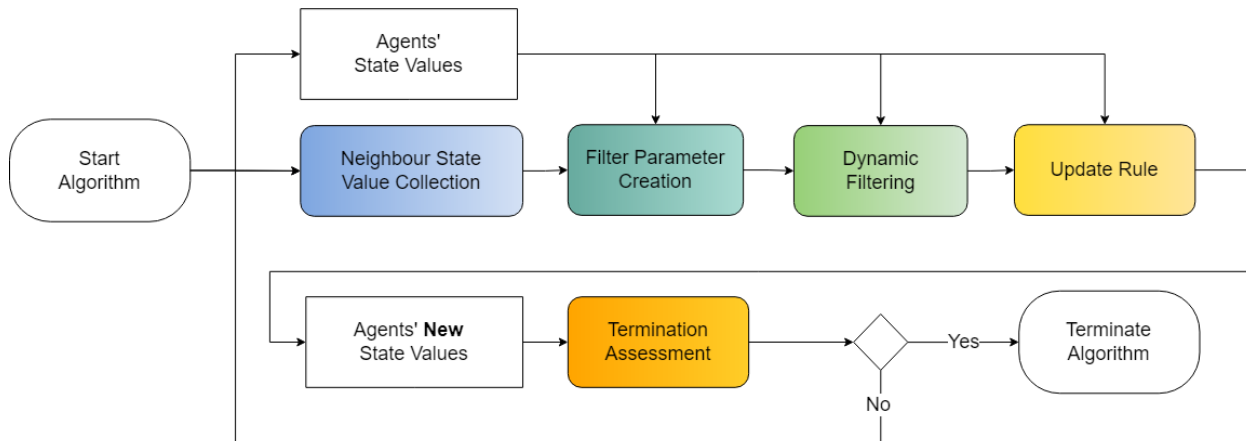 Agents'
State Values
Start
Algorithm
Neighbour State
Value Collection
Filter Parameter
Creation
Dynamic
Filtering
Update Rule
Agents' New
State Values
Termination
Assessment
Yes
Terminate
Algorithm
No